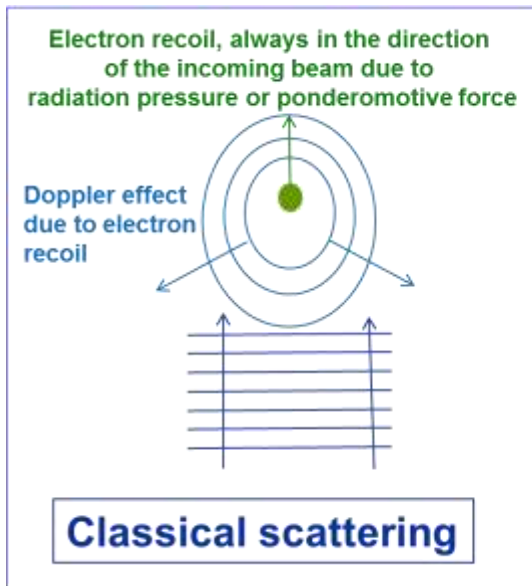 Electron recoil, always in the direction
of the incoming beam due to
radiation pressure or ponderomotive force
Doppler effect
due to electron
recoil
Classical scattering